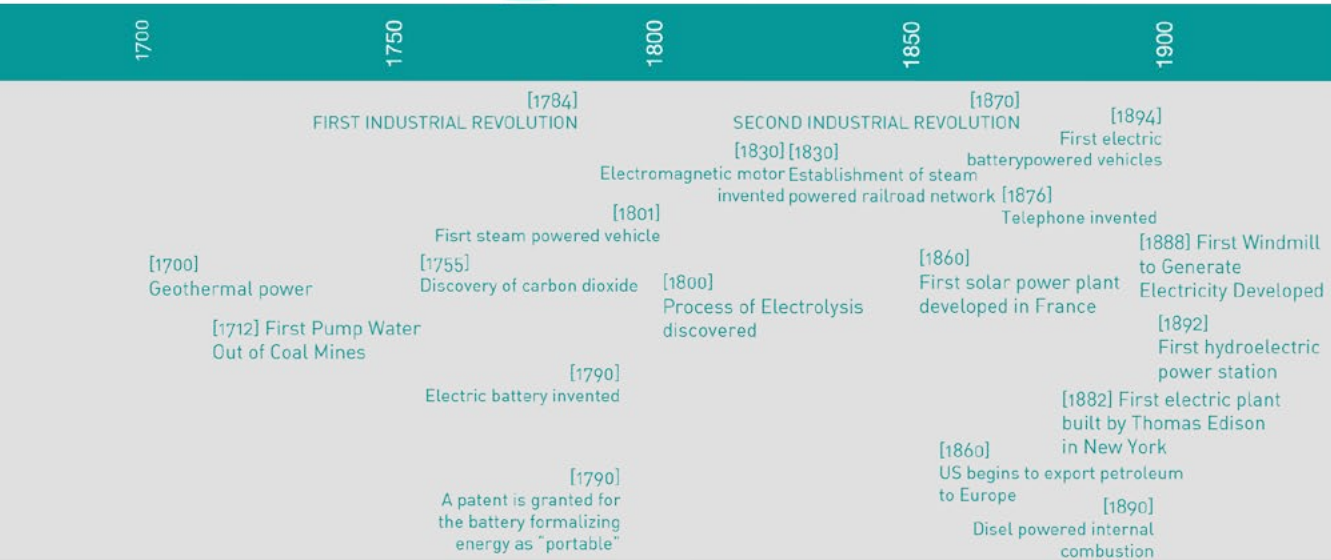 1700
1750
1800
1850
1900
[1784]
FIRST INDUSTRIAL REVOLUTION
[1870]
SECOND INDUSTRIAL REVOLUTION
[1894]
First electric
batterypowered vehicles
[1830]
Electromagnetic motor
invented
[1830]
Establishment of steam
powered railroad network
[1876]
Telephone invented
[1801]
Fisrt steam powered vehicle
[1888] First Windmill
to Generate
Electricity Developed
[1700]
Geothermal power
[1755]
Discovery of carbon dioxide
[1800]
Process of Electrolysis
discovered
[1860]
First solar power plant
developed in France
[1712] First Pump Water
Out of Coal Mines
[1892]
First hydroelectric
power station
[1790]
Electric battery invented
[1882] First electric plant
built by Thomas Edison
in New York
[1860]
US begins to export petroleum
to Europe
[1790]
A patent is granted for
the battery formalizing
energy as "portable"
[1890]
Disel powered internal
combustion